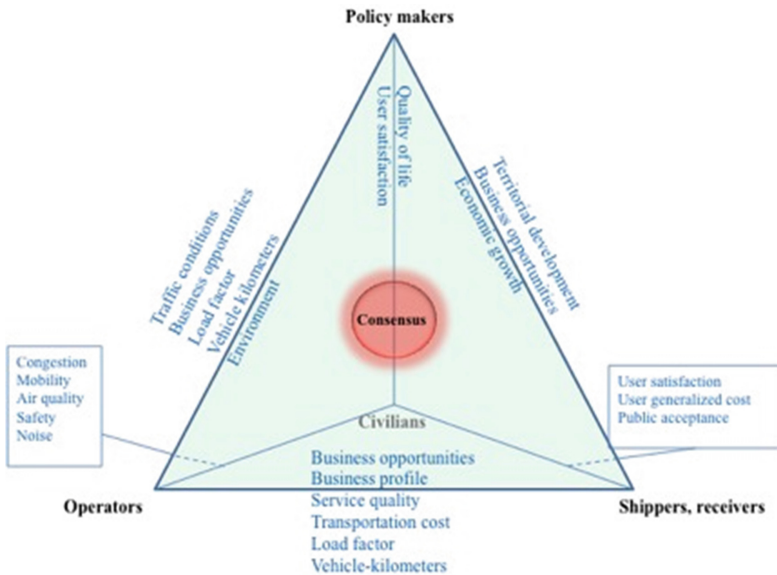 Policy makers
Quality of life
User satisfaction
Traffic conditions
Business opportunities
Load factor
Vehicle kilometers
Environment
Territorial development
Business opportunities
Economic growth
Consensus
Congestion
Mobility
Air quality
Safety
Noise
User satisfaction
User generalized cost
Public acceptance
Civilians
Operators
Shippers, receivers
Business opportunities
Business profile
Service quality
Transportation cost
Load factor
Vehicle-kilometers